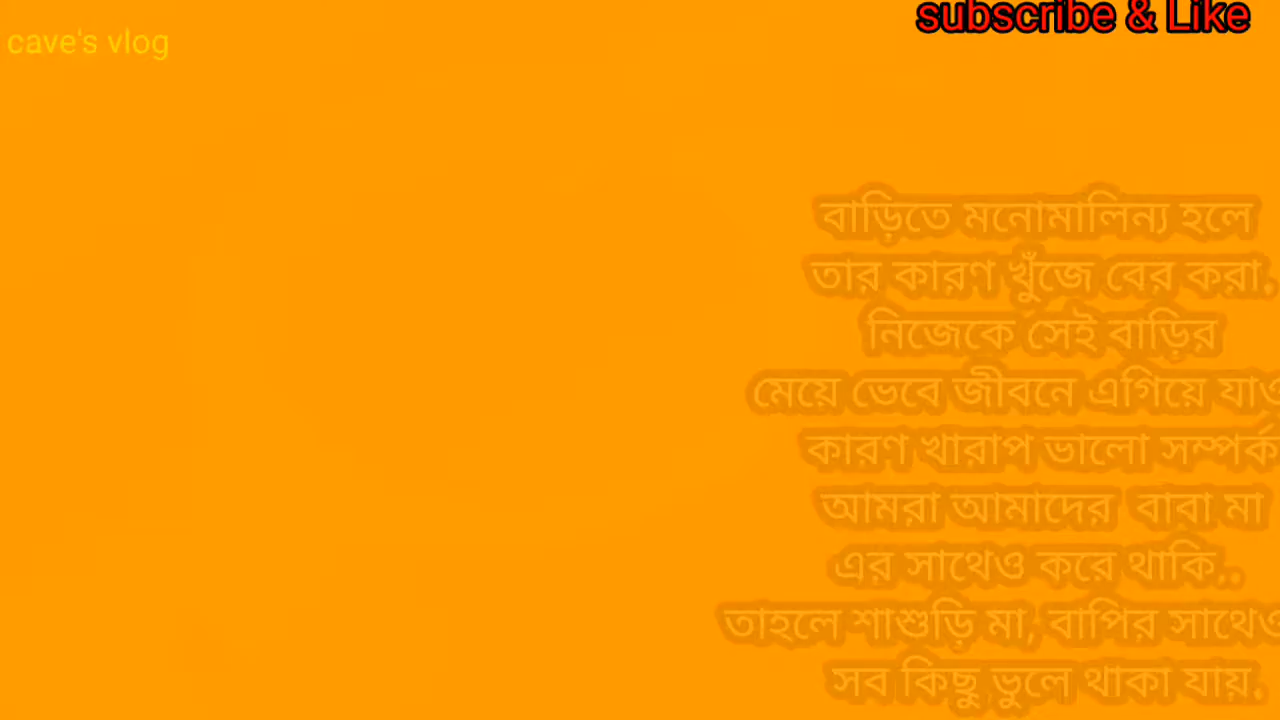 subscribe & Like
cave's vlog
বাড়িতে মনোমালিন্য হলে
তার কারণ খুঁজে বের করা,
নিজেকে সেই বাড়ির
মেয়ে ভেবে জীবনে এগিয়ে
কারণ খারাপ ভালো সম্পর্ক
আমরা আমাদের বাবা মা
এর সাথেও করে থাকি,.
তাহলে শাশুড়ি মা, বাপির সাথেও
সব কিছু ভুলে থাকা যায়.